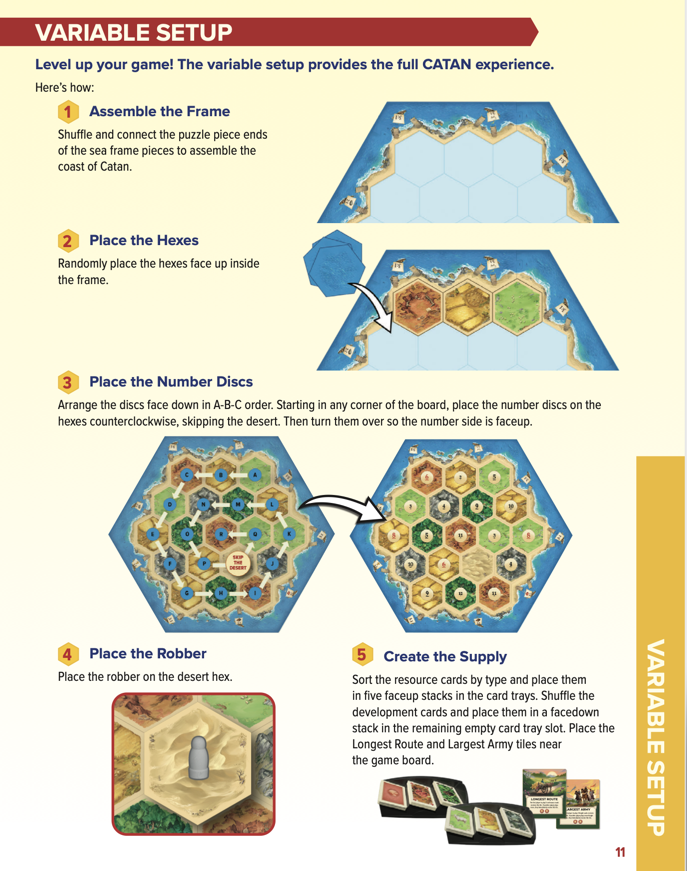 VARIABLE SETUP
Level up your game! The variable setup provides the full CATAN experience.
Here's how:
1 Assemble the Frame
Shuffle and connect the puzzle piece ends
of the sea frame pieces to assemble the
coast of Catan.
2 Place the Hexes
Randomly place the hexes face up inside
the frame.
3 Place the Number Discs
Arrange the discs face down in A-B-C order. Starting in any corner of the board, place the number discs on the
hexes counterclockwise, skipping the desert. Then turn them over so the number side is faceup.
C B A
D N M L
E O R Q K
F P SKIP THE DESERT J
G H I
4 Place the Robber
Place the robber on the desert hex.
5 Create the Supply
Sort the resource cards by type and place them
in five faceup stacks in the card trays. Shuffle the
development cards and place them in a facedown
stack in the remaining empty card tray slot. Place the
Longest Route and Largest Army tiles near
the game board.
LONGEST ROUTE
LARGEST ARMY
VARIABLE SETUP
11